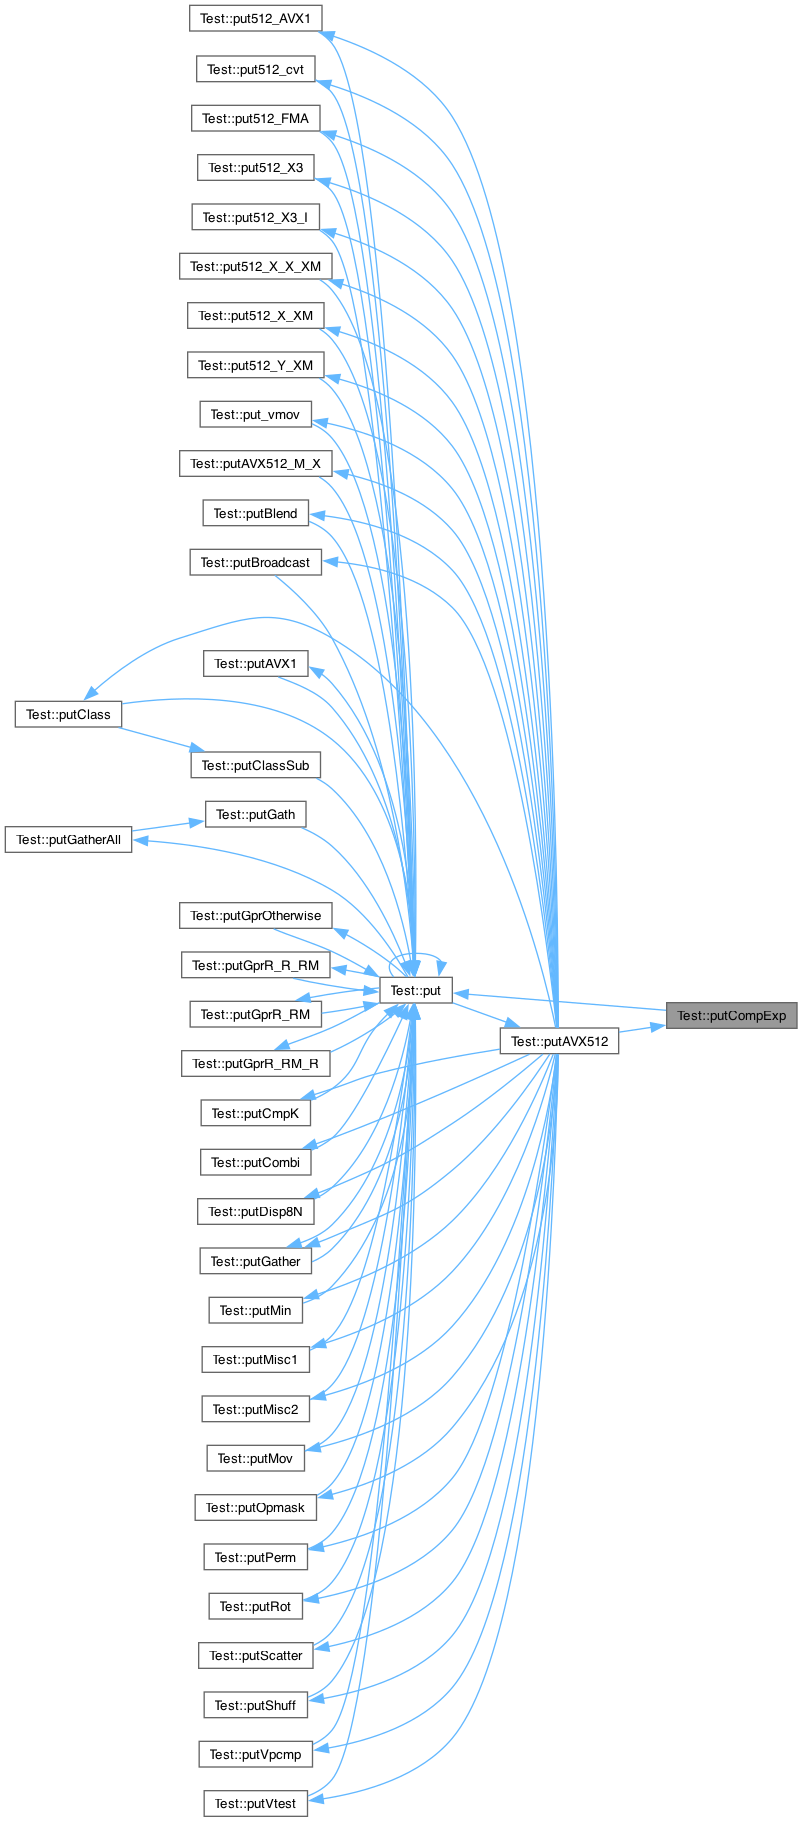 Test::put512_AVX1
Test::put512_cvt
Test::put512_FMA
Test::put512_X3
Test::put512_X3_I
Test::put512_X_X_XM
Test::put512_X_XM
Test::put512_Y_XM
Test::put_vmov
Test::putAVX512_M_X
Test::putBlend
Test::putBroadcast
Test::putAVX1
Test::putClass
Test::putClassSub
Test::putGath
Test::putGatherAll
Test::putGprOtherwise
Test::putGprR_R_RM
Test::put
Test::putGprR_RM
Test::putCompExp
Test::putAVX512
Test::putGprR_RM_R
Test::putCmpK
Test::putCombi
Test::putDisp8N
Test::putGather
Test::putMin
Test::putMisc1
Test::putMisc2
Test::putMov
Test::putOpmask
Test::putPerm
Test::putRot
Test::putScatter
Test::putShuff
Test::putVpcmp
Test::putVtest